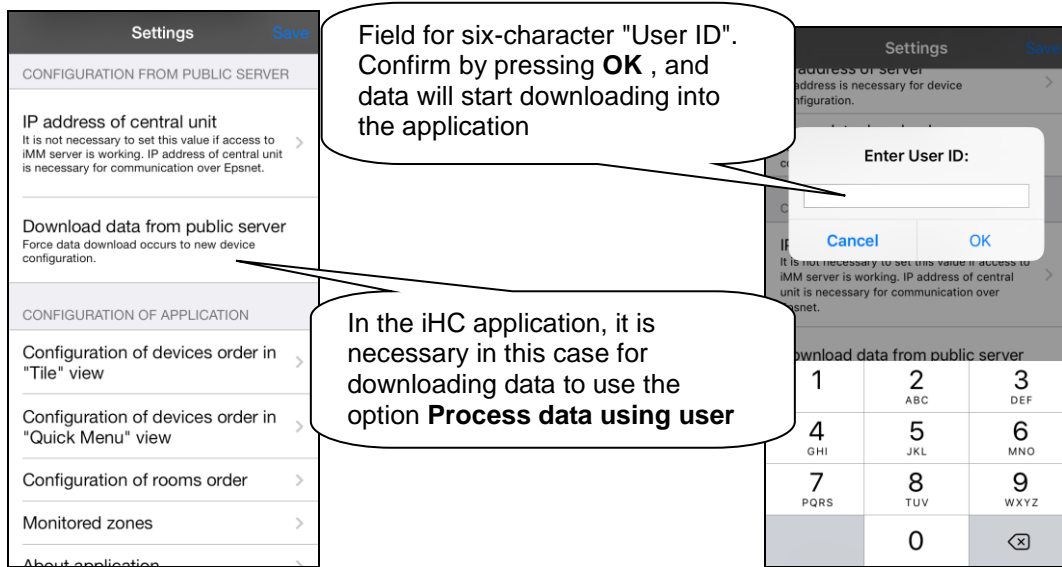 Settings
Save
CONFIGURATION FROM PUBLIC SERVER
IP address of central unit
It is not necessary to set this value if access to
iMM server is working. IP address of central unit
is necessary for communication over Epsnet.
Download data from public server
Force data download occurs to new device
configuration.
CONFIGURATION OF APPLICATION
Configuration of devices order in
"Tile" view
Configuration of devices order in
"Quick Menu" view
Configuration of rooms order
Monitored zones
About application
Field for six-character "User ID".
Confirm by pressing OK , and
data will start downloading into
the application
In the iHC application, it is
necessary in this case for
downloading data to use the
option Process data using user
Settings
Save
address of server
address is necessary for device
configuration.
Enter User ID:
Cancel
OK
It is not necessary to set this value if access to
iMM server is working. IP address of central
unit is necessary for communication over
Epsnet.
Download data from public server
1
2
ABC
3
DEF
4
GHI
5
JKL
6
MNO
7
PQRS
8
TUV
9
WXYZ
0